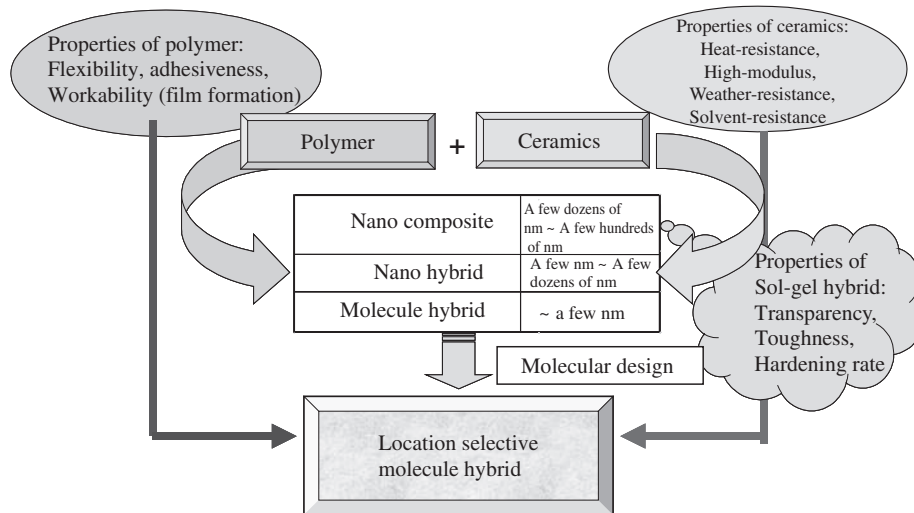 Properties of polymer:
Flexibility, adhesiveness,
Workability (film formation)
Properties of ceramics:
Heat-resistance,
High-modulus,
Weather-resistance,
Solvent-resistance
Polymer
+
Ceramics
Nano composite
A few dozens of
nm ~ A few hundreds
of nm
Nano hybrid
A few nm ~ A few
dozens of nm
Molecule hybrid
~ a few nm
Properties of
Sol-gel hybrid:
Transparency,
Toughness,
Hardening rate
Molecular design
Location selective
molecule hybrid